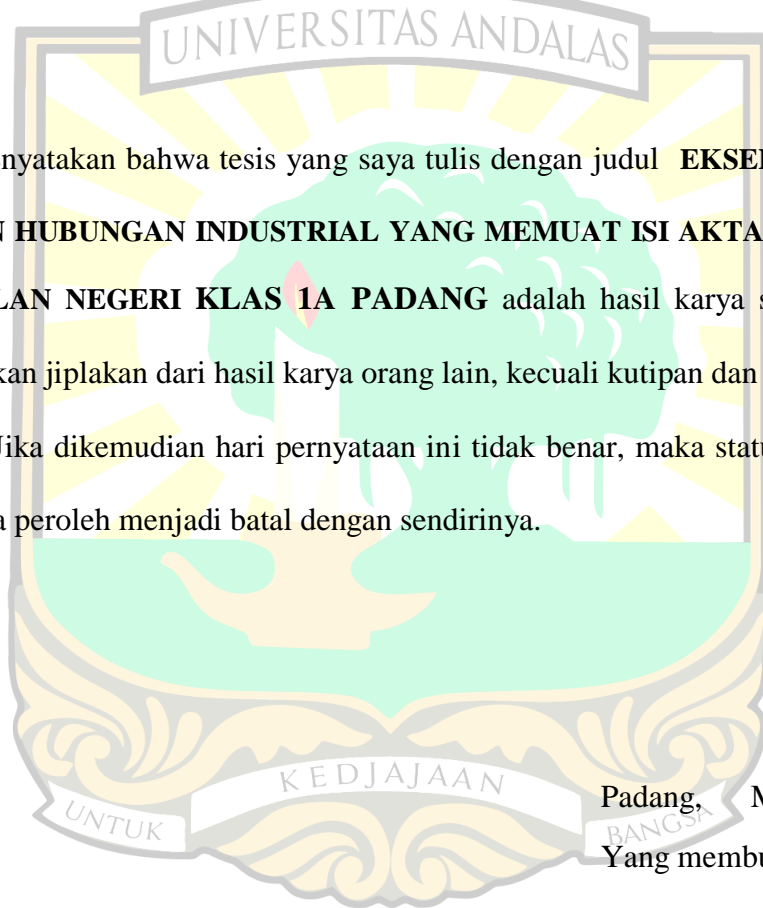 UNIVERSITAS ANDALAS
nyatakan bahwa tesis yang saya tulis dengan judul EKSE
N HUBUNGAN INDUSTRIAL YANG MEMUAT ISI AKTA
LAN NEGERI KLAS 1A PADANG adalah hasil karya s
kan jiplakan dari hasil karya orang lain, kecuali kutipan dan
Jika dikemudian hari pernyataan ini tidak benar, maka statu
a peroleh menjadi batal dengan sendirinya.
KEDJAJAAN
UNTUK BANGSA
Padang, M
Yang membu